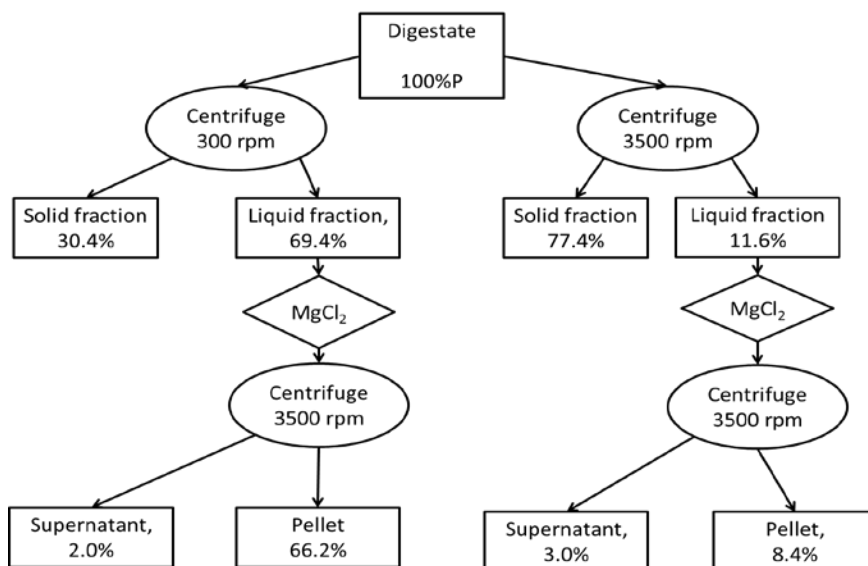 Digestate
100%P
Centrifuge
300 rpm
Centrifuge
3500 rpm
Solid fraction
30.4%
Liquid fraction,
69.4%
Solid fraction
77.4%
Liquid fraction
11.6%
MgCl₂
MgCl₂
Centrifuge
3500 rpm
Centrifuge
3500 rpm
Supernatant,
2.0%
Pellet
66.2%
Supernatant,
3.0%
Pellet,
8.4%